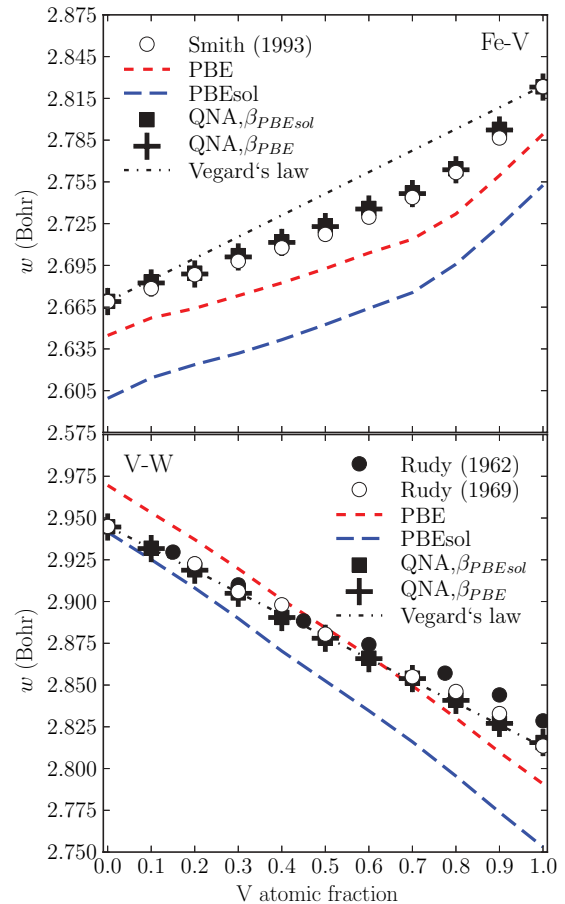 2.875
2.845
2.815
2.785
2.755
2.725
2.695
2.665
2.635
2.605
2.575
w (Bohr)
Fe-V
Smith (1993)
PBE
PBEsol
QNA,βPBEsol
QNA,βPBE
Vegard‘s law
2.975
2.950
2.925
2.900
2.875
2.850
2.825
2.800
2.775
2.750
w (Bohr)
V-W
Rudy (1962)
Rudy (1969)
PBE
PBEsol
QNA,βPBEsol
QNA,βPBE
Vegard‘s law
0.0 0.1 0.2 0.3 0.4 0.5 0.6 0.7 0.8 0.9 1.0
V atomic fraction